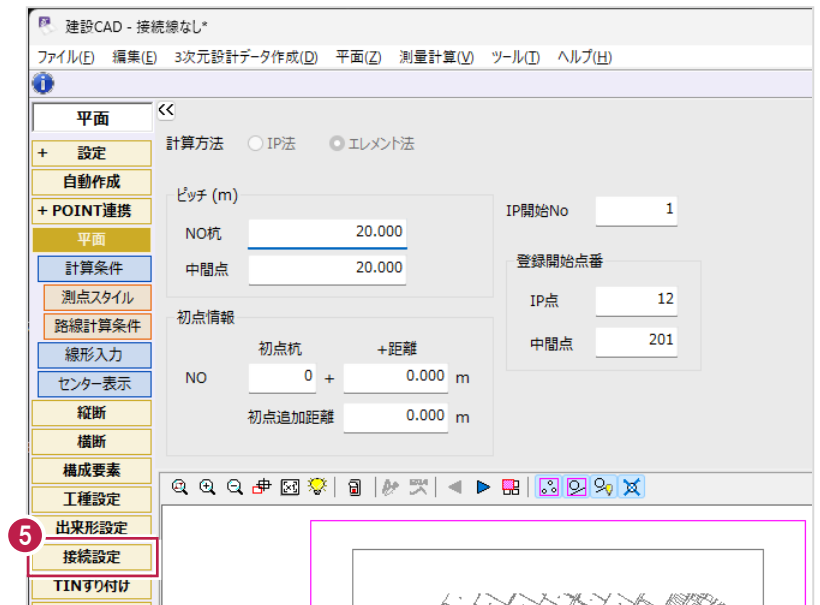 建設CAD - 接続線なし*
ファイル(F) 編集(E) 3次元設計データ作成(D) 平面(Z) 測量計算(V) ツール(T) ヘルプ(H)
平面
+ 設定
自動作成
+ POINT連携
平面
計算条件
測点スタイル
路線計算条件
線形入力
センター表示
縦断
横断
構成要素
工種設定
出来形設定
5
接続設定
TINすり付け
計算方法 IP法 エレメント法
ピッチ (m)
NO杭 20.000
中間点 20.000
初点情報
初点杭 +距離
NO 0 + 0.000 m
初点追加距離 0.000 m
IP開始No 1
登録開始点番
IP点 12
中間点 201